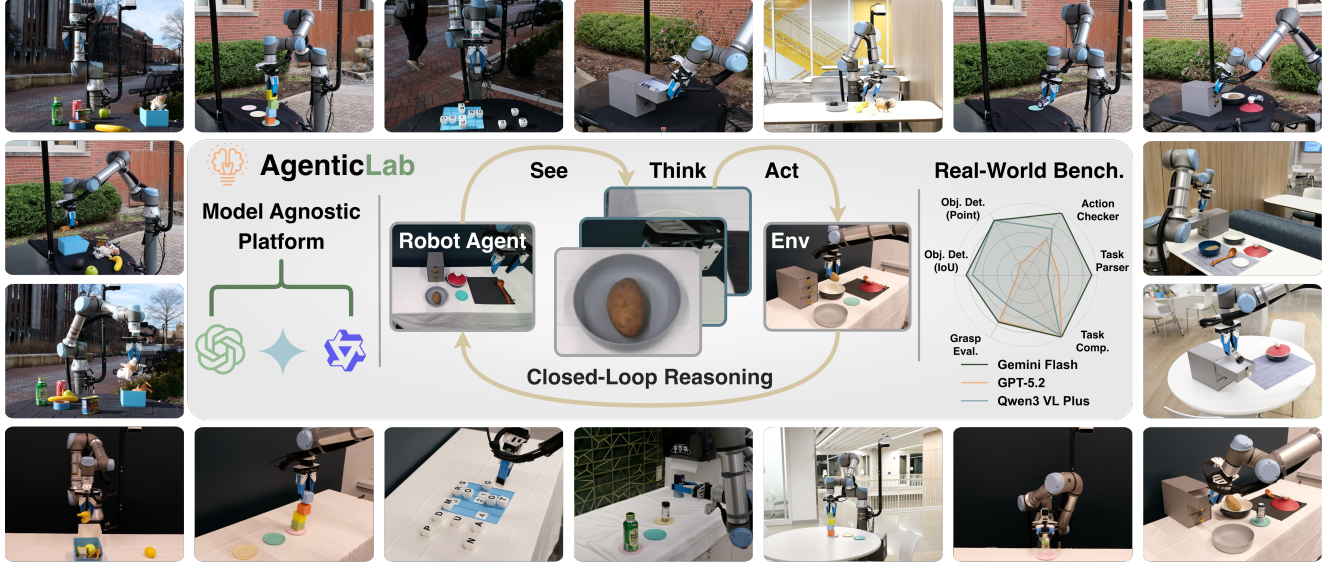 AgenticLab
Model Agnostic
Platform
See
Think
Act
Robot Agent
Env
Closed-Loop Reasoning
Real-World Bench.
Obj. Det.
(Point)
Action
Checker
Obj. Det.
(IoU)
Task
Parser
Grasp
Eval.
Task
Comp.
Gemini Flash
GPT-5.2
Qwen3 VL Plus